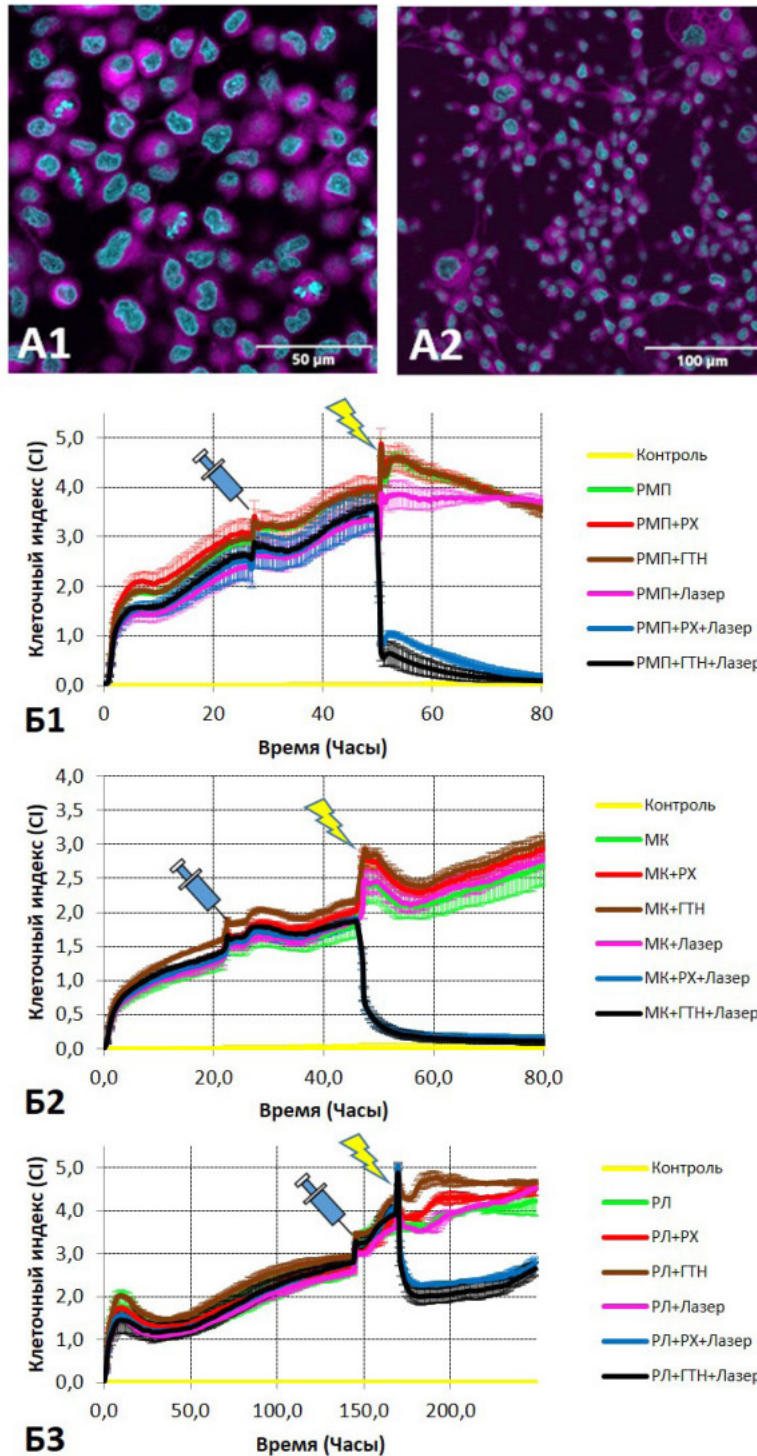 А1
50 µm
А2
100 µm
Клеточный индекс (CI)
5,0
4,0
3,0
2,0
1,0
0,0
0
20
40
60
80
Время (Часы)
Б1
Контроль
РМП
РМП+РХ
РМП+ГТН
РМП+Лазер
РМП+РХ+Лазер
РМП+ГТН+Лазер
Клеточный индекс (CI)
4,0
3,5
3,0
2,5
2,0
1,5
1,0
0,5
0,0
0,0
20,0
40,0
60,0
80,0
Время (Часы)
Б2
Контроль
МК
МК+РХ
МК+ГТН
МК+Лазер
МК+РХ+Лазер
МК+ГТН+Лазер
Клеточный индекс (CI)
5,0
4,0
3,0
2,0
1,0
0,0
0,0
50,0
100,0
150,0
200,0
Время (Часы)
Б3
Контроль
РЛ
РЛ+РХ
РЛ+ГТН
РЛ+Лазер
РЛ+РХ+Лазер
РЛ+ГТН+Лазер